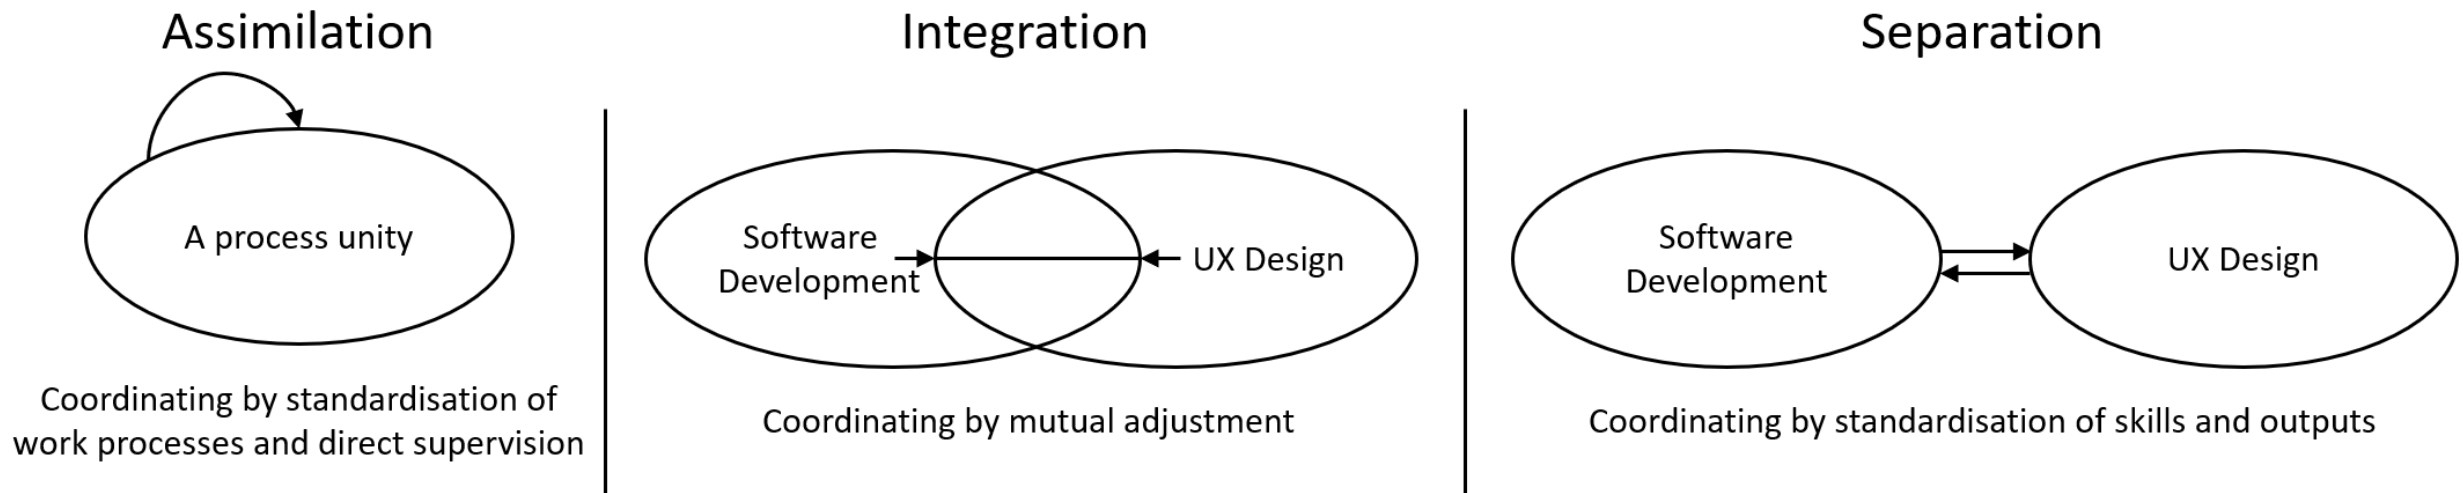 Assimilation
A process unity
Coordinating by standardisation of
work processes and direct supervision
Integration
Software
Development
UX Design
Coordinating by mutual adjustment
Separation
Software
Development
UX Design
Coordinating by standardisation of skills and outputs